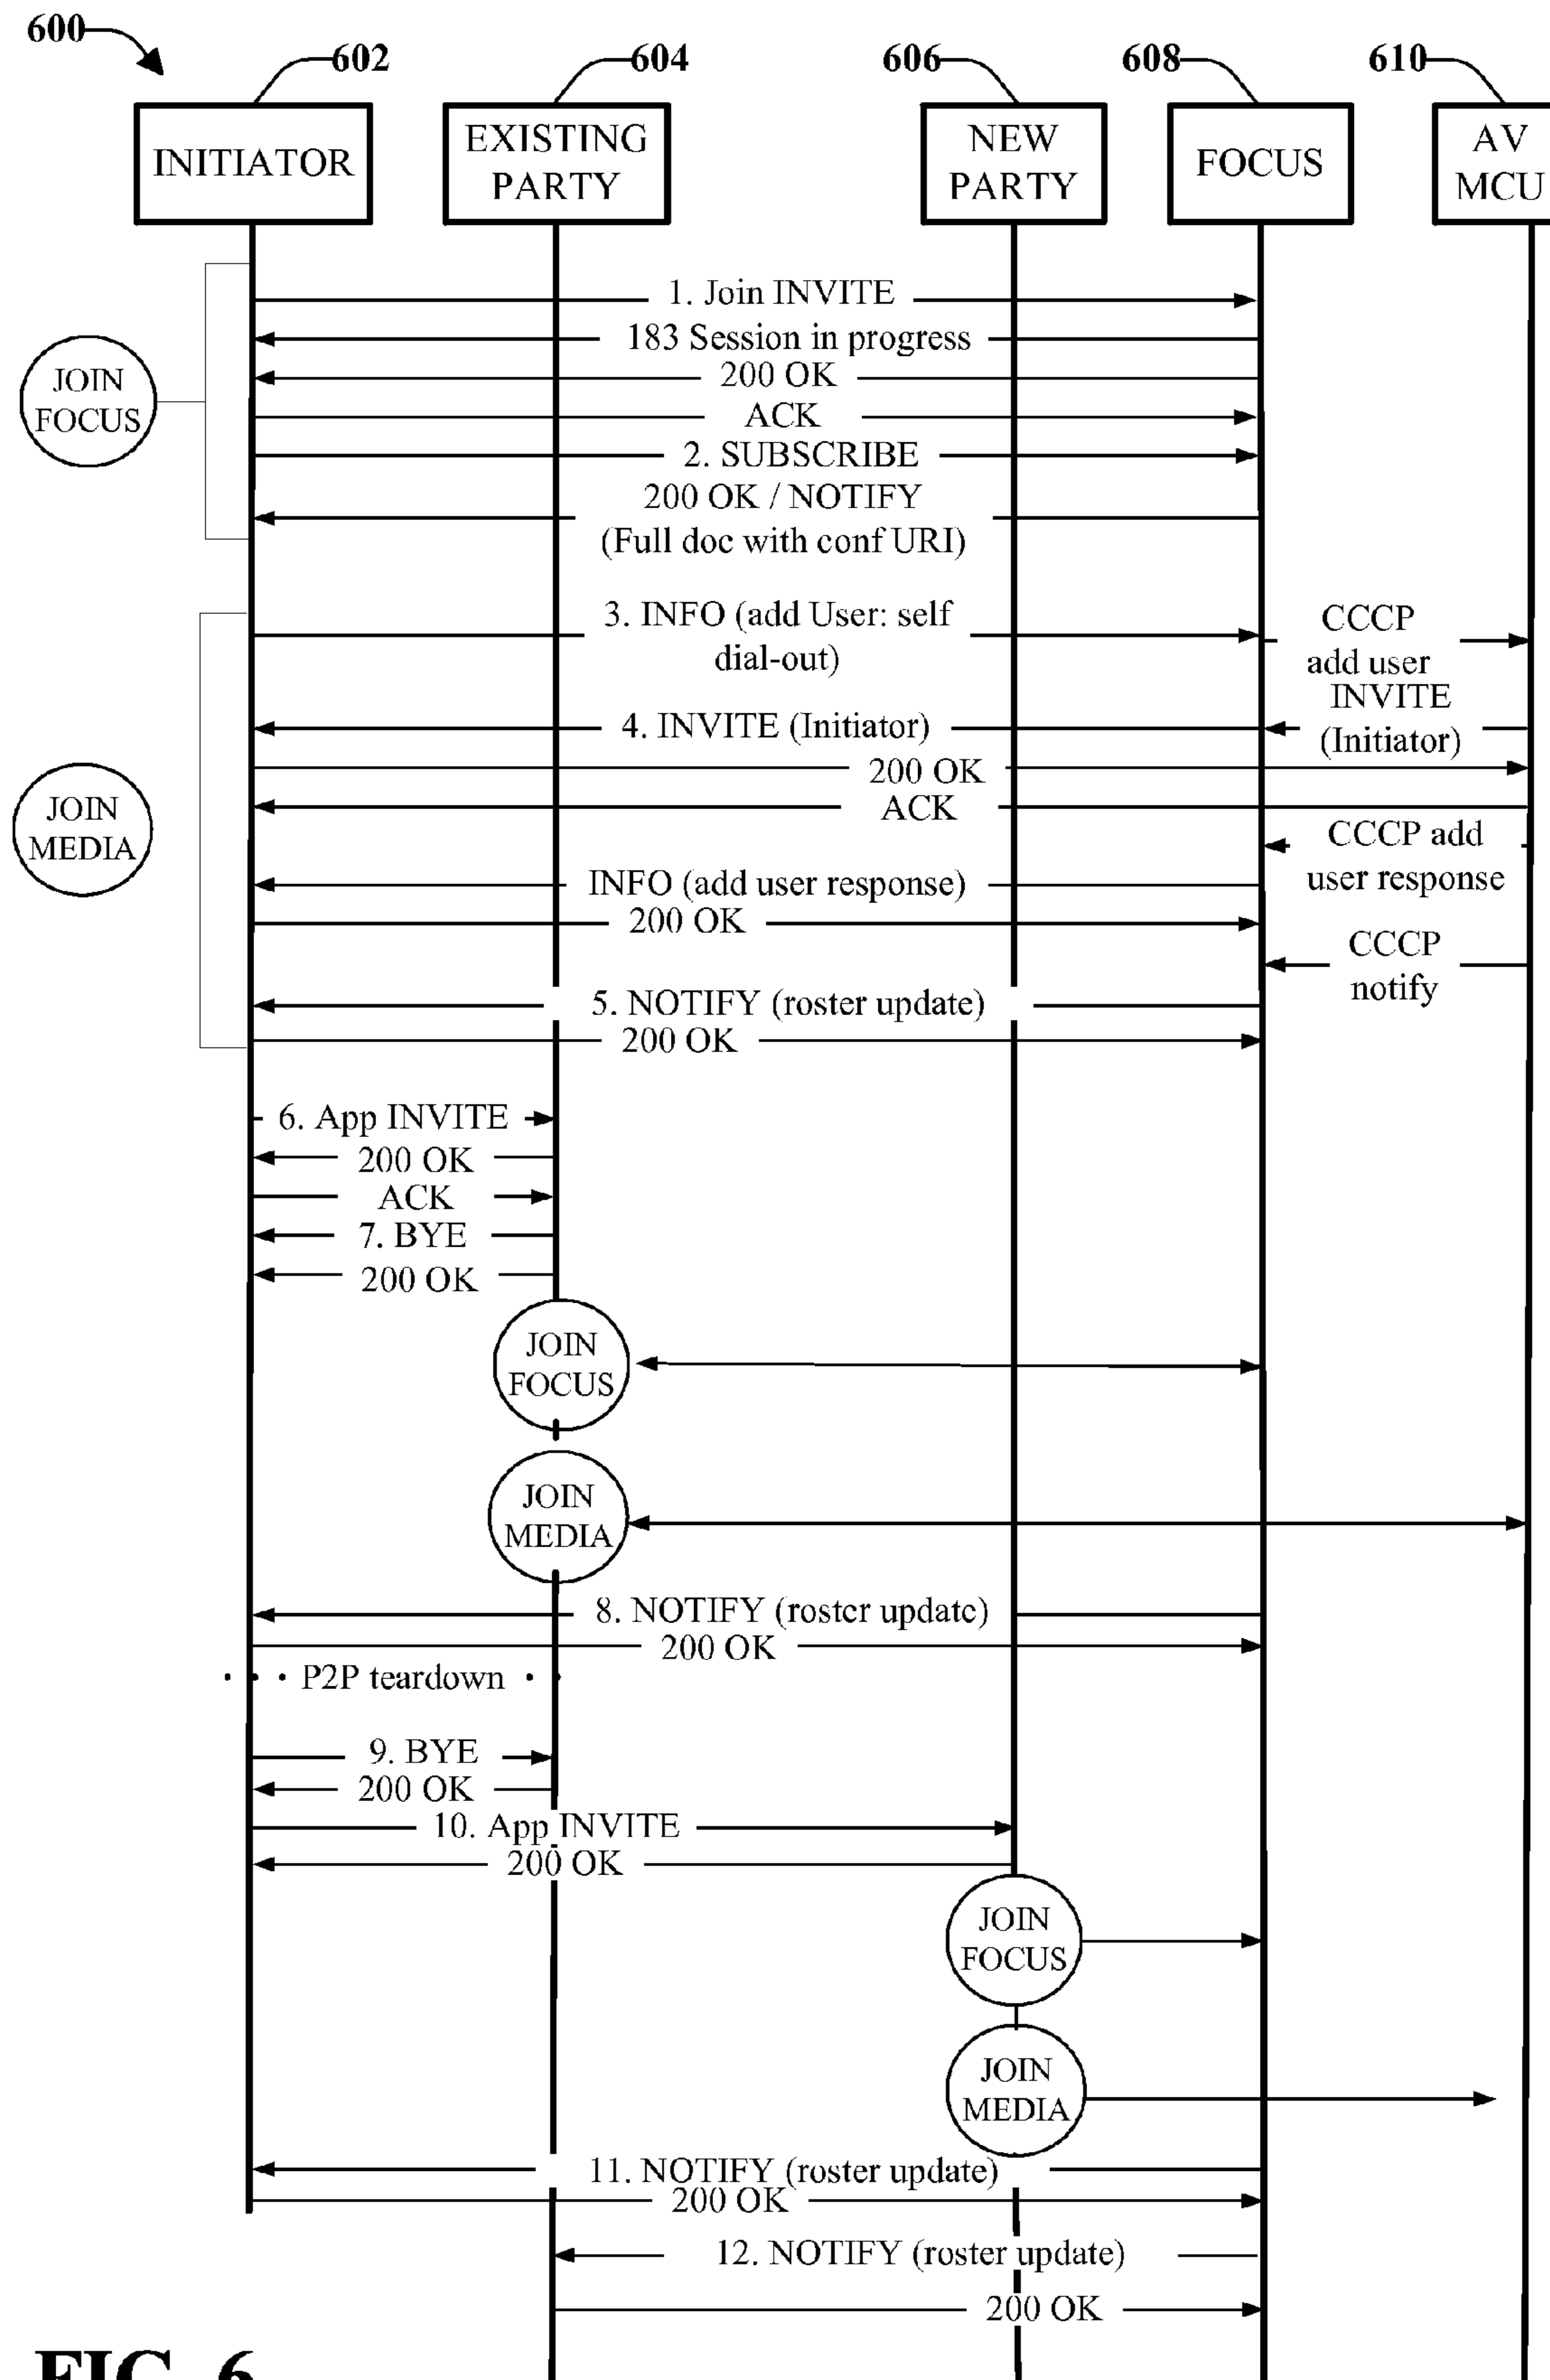 600
602
604
606
608
610
INITIATOR
EXISTING
PARTY
NEW
PARTY
FOCUS
AV
MCU
1. Join INVITE
183 Session in progress
200 OK
ACK
2. SUBSCRIBE
200 OK / NOTIFY
(Full doc with conf URI)
JOIN
FOCUS
3. INFO (add User: self
dial-out)
CCCP
add user
INVITE
(Initiator)
4. INVITE (Initiator)
200 OK
ACK
JOIN
MEDIA
CCCP add
user response
INFO (add user response)
200 OK
CCCP
notify
5. NOTIFY (roster update)
200 OK
6. App INVITE
200 OK
ACK
7. BYE
200 OK
JOIN
FOCUS
JOIN
MEDIA
8. NOTIFY (roster update)
200 OK
P2P teardown
9. BYE
200 OK
10. App INVITE
200 OK
JOIN
FOCUS
JOIN
MEDIA
11. NOTIFY (roster update)
200 OK
12. NOTIFY (roster update)
200 OK
FIG. 6